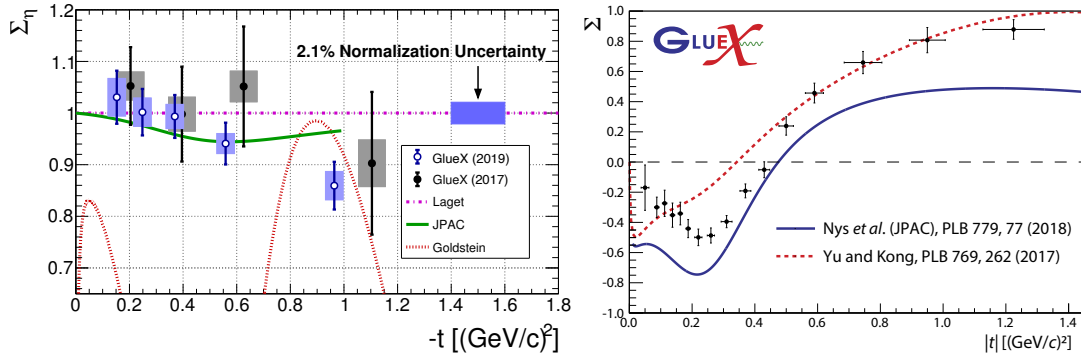 Σ_η
1.2
1.1
1
0.9
0.8
0.7
2.1% Normalization Uncertainty
GlueX (2019)
GlueX (2017)
Laget
JPAC
Goldstein
0 0.2 0.4 0.6 0.8 1 1.2 1.4 1.6 1.8
-t [(GeV/c)²]
Σ
1.0
0.8
0.6
0.4
0.2
0.0
-0.2
-0.4
-0.6
-0.8
-1.0
GLUEX
Nys et al. (JPAC), PLB 779, 77 (2018)
Yu and Kong, PLB 769, 262 (2017)
0.0 0.2 0.4 0.6 0.8 1.0 1.2 1.4
|t| [(GeV/c)²]